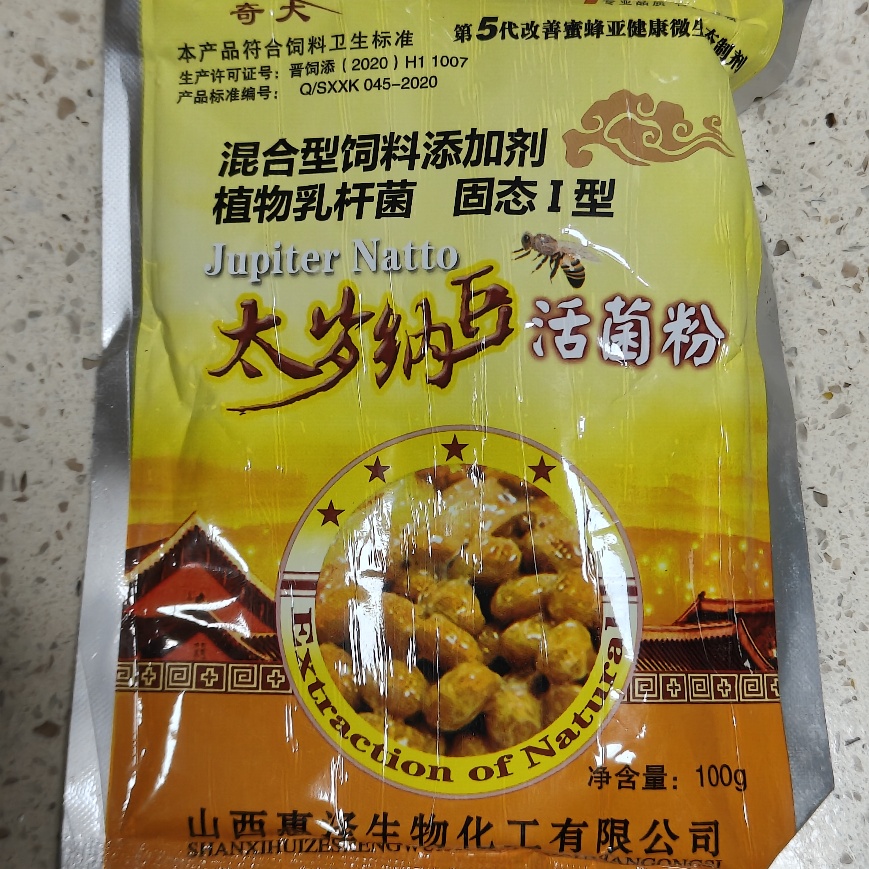 奇夫
本产品符合饲料卫生标准
生产许可证号：晋饲添（2020）H1 1007
产品标准编号： Q/SXXK 045-2020
第5代改善蜜蜂亚健康微生态制剂
混合型饲料添加剂
植物乳杆菌 固态I型
Jupiter Natto
太岁纳豆 活菌粉
Extraction of Natural
净含量：100g
山西惠泽生物化工有限公司